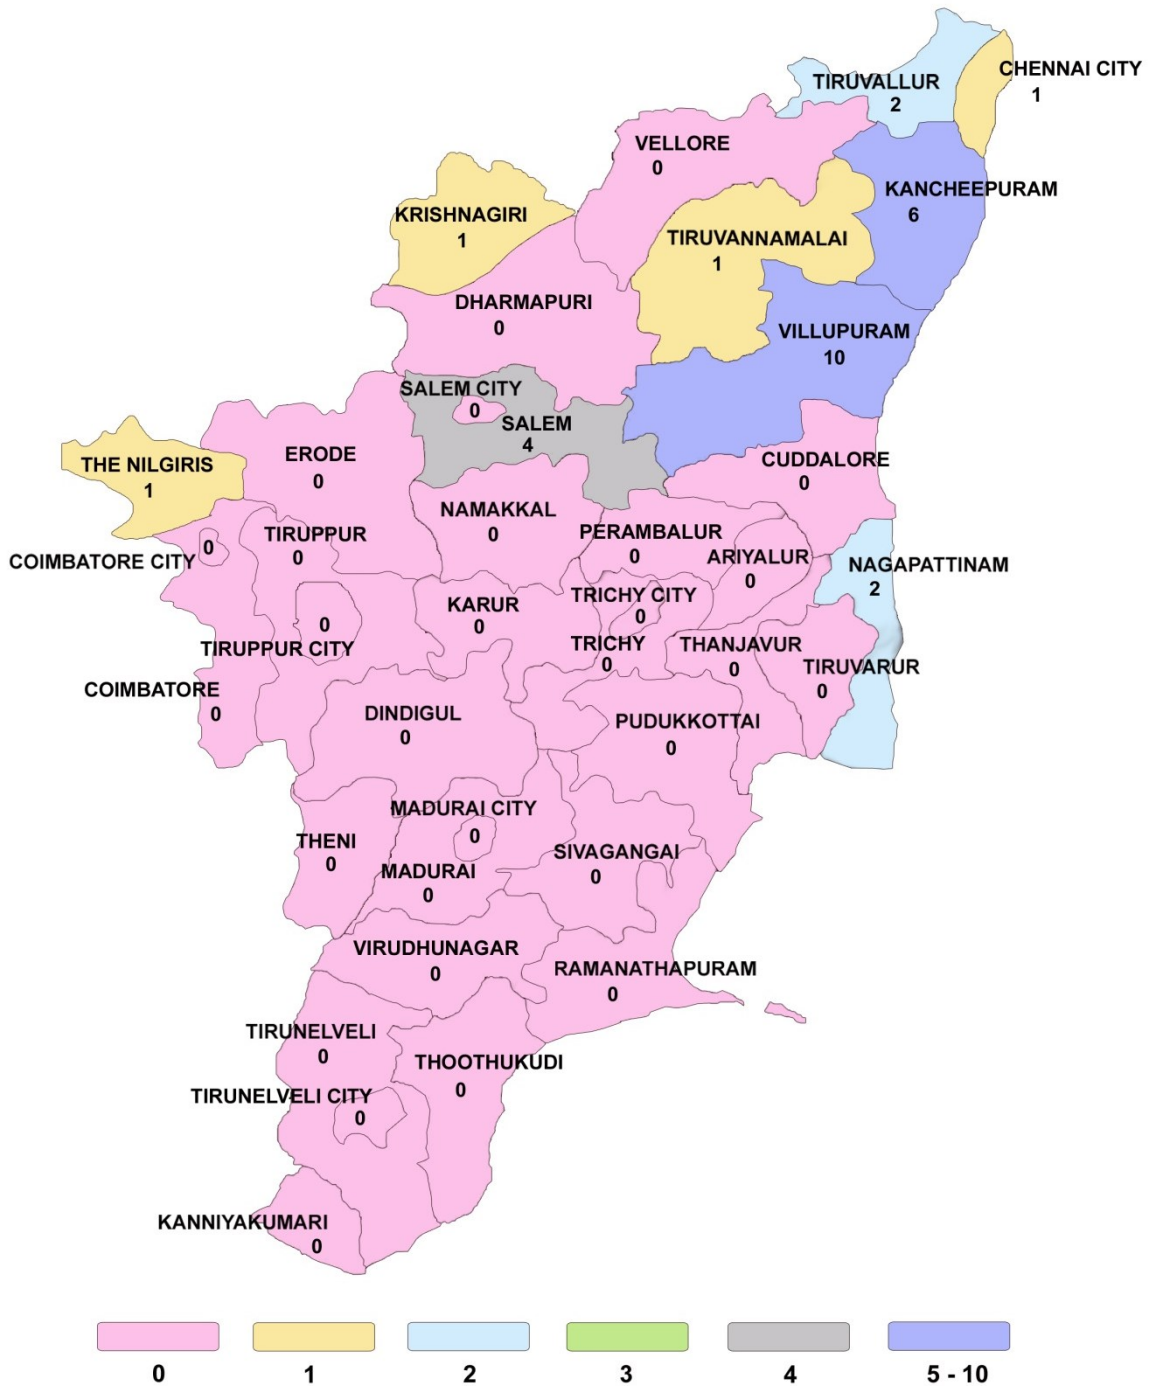 CHENNAI CITY
1
TIRUVALLUR
2
VELLORE
0
KANCHEEPURAM
6
KRISHNAGIRI
1
TIRUVANNAMALAI
1
DHARMAPURI
0
VILLUPURAM
10
SALEM CITY
0
SALEM
4
ERODE
0
THE NILGIRIS
1
CUDDALORE
0
NAMAKKAL
0
PERAMBALUR
0
TIRUPPUR
0
COIMBATORE CITY
0
ARIYALUR
0
NAGAPATTINAM
2
KARUR
0
TRICHY CITY
0
TIRUPPUR CITY
0
TRICHY
0
THANJAVUR
0
TIRUVARUR
0
COIMBATORE
0
DINDIGUL
0
PUDUKKOTTAI
0
MADURAI CITY
0
THENI
0
SIVAGANGAI
0
MADURAI
0
VIRUDHUNAGAR
0
RAMANATHAPURAM
0
TIRUNELVELI
0
THOOTHUKUDI
0
TIRUNELVELI CITY
0
KANNIYAKUMARI
0
0
1
2
3
4
5 - 10